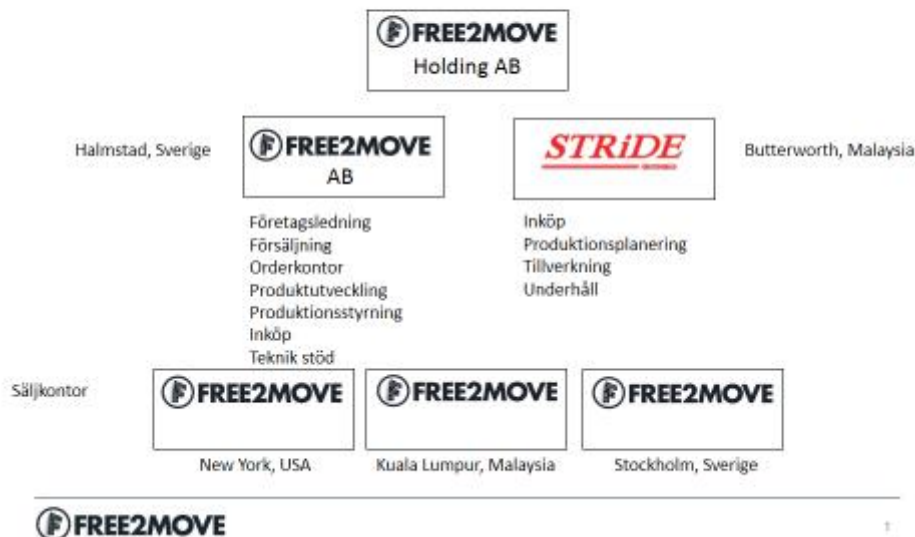 FREE2MOVE
Holding AB
Halmstad, Sverige
FREE2MOVE
AB
STRiDE
Butterworth, Malaysia
Företagsledning
Försäljning
Orderkontor
Produktutveckling
Produktionsstyrning
Inköp
Teknik stöd
Inköp
Produktionsplanering
Tillverkning
Underhåll
Säljkontor
FREE2MOVE
FREE2MOVE
FREE2MOVE
New York, USA
Kuala Lumpur, Malaysia
Stockholm, Sverige
FREE2MOVE
1